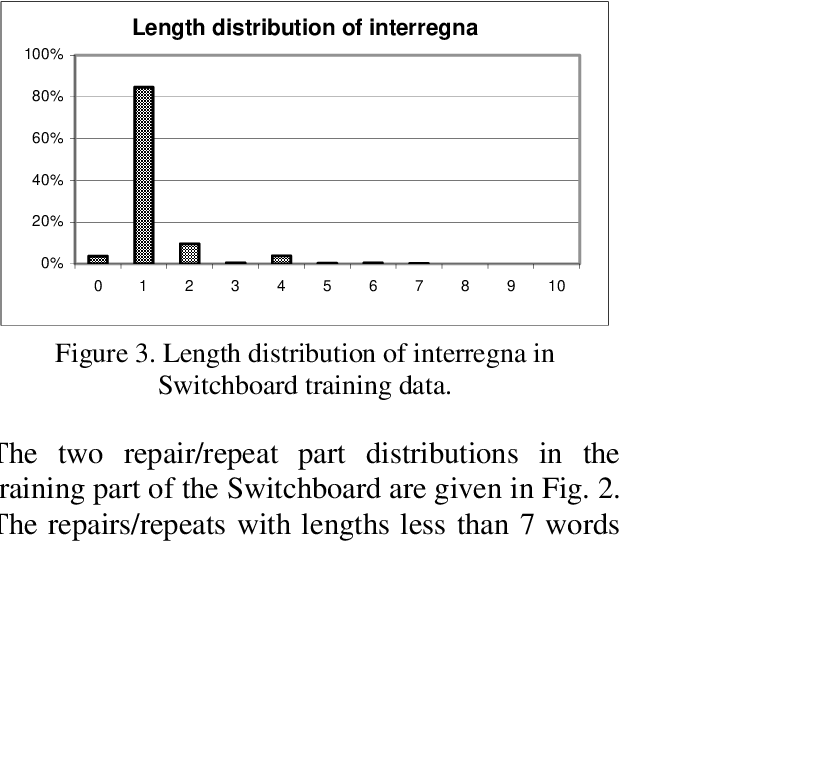 Length distribution of interregna
100%
80%
60%
40%
20%
0%
0 1 2 3 4 5 6 7 8 9 10
Figure 3. Length distribution of interregna in
Switchboard training data.
The two repair/repeat part distributions in the
raining part of the Switchboard are given in Fig. 2.
The repairs/repeats with lengths less than 7 words